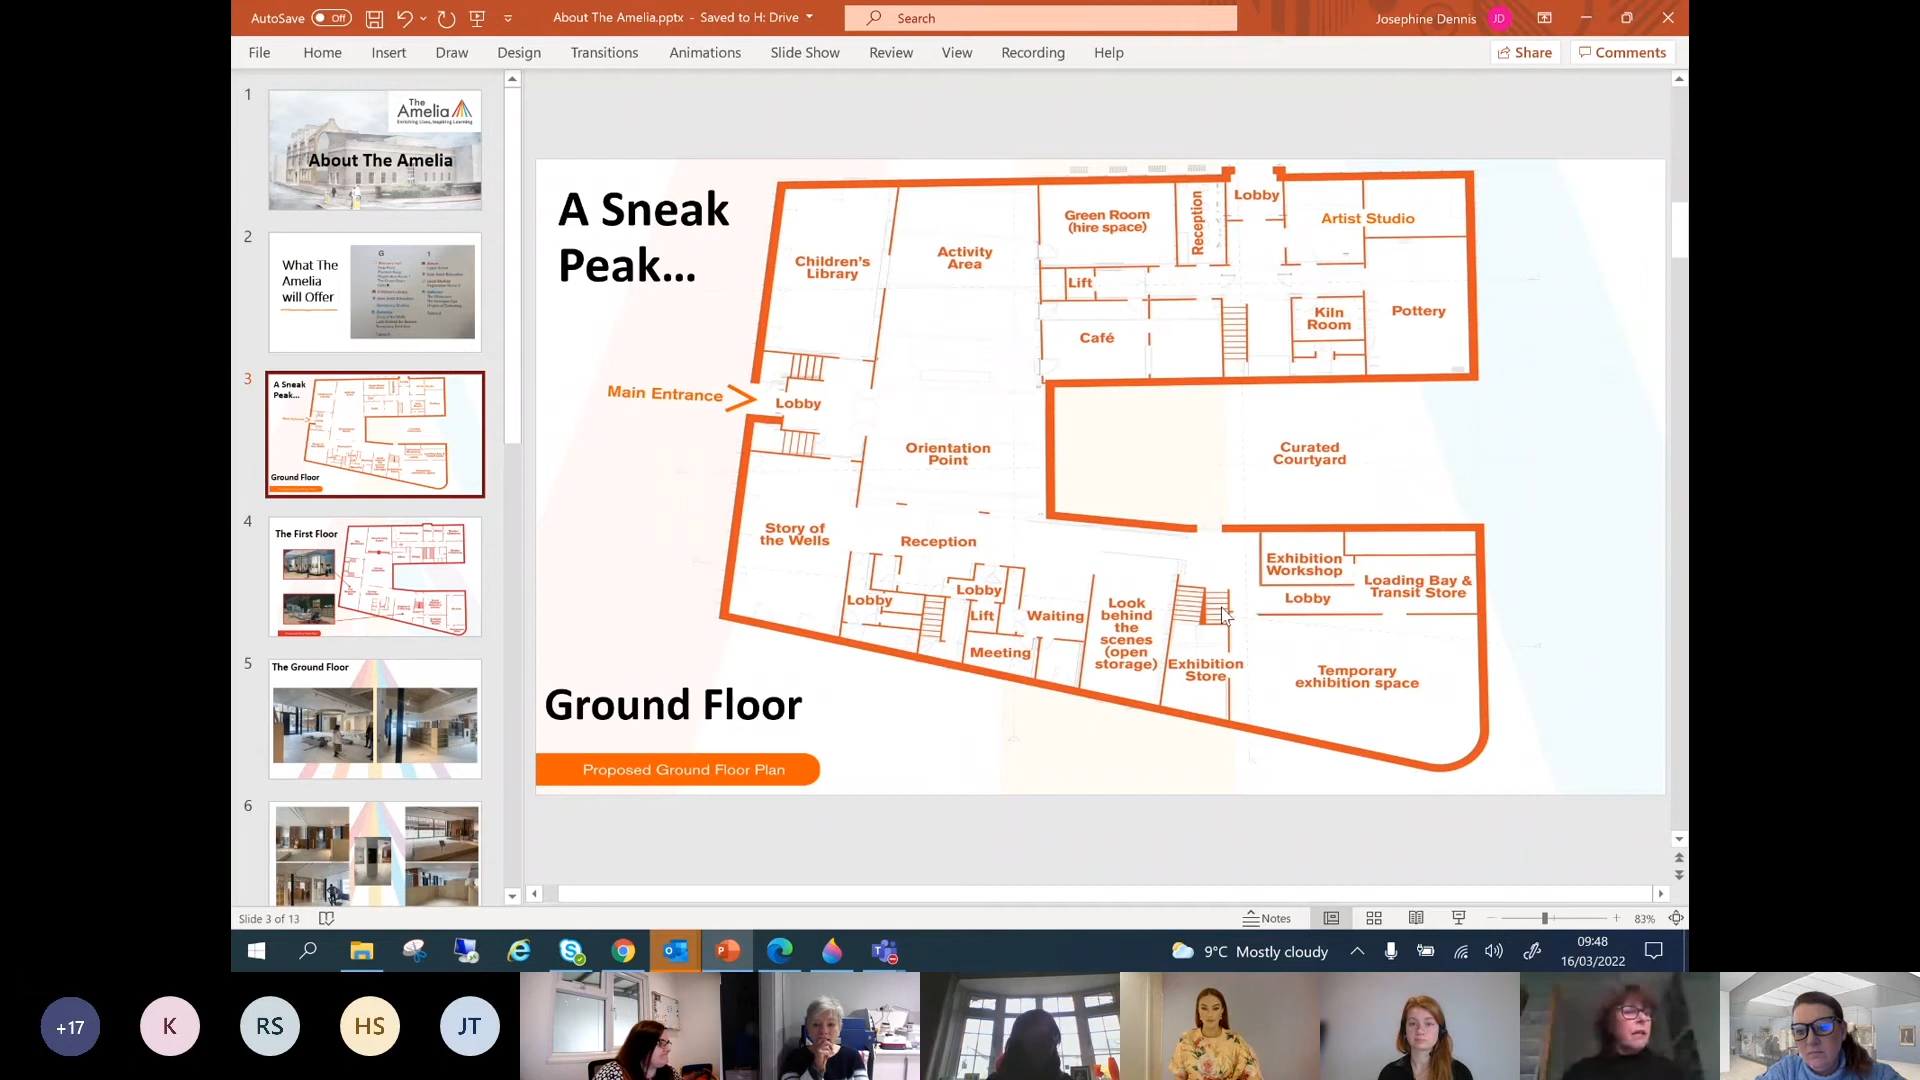 AutoSave Off
About The Amelia.pptx - Saved to H: Drive
Search
Josephine Dennis JD
File Home Insert Draw Design Transitions Animations Slide Show Review View Recording Help
Share Comments
1
The
Amelia
Enriching Lives, Inspiring Learning
About The Amelia
2
What The
Amelia
will Offer
G 1
3
A Sneak
Peak...
Ground Floor
4
The First Floor
5
The Ground Floor
6
A Sneak
Peak...
Children's
Library
Activity
Area
Green Room
(hire space)
Reception
Lobby
Artist Studio
Lift
Café
Kiln
Room
Pottery
Main Entrance
Lobby
Orientation
Point
Curated
Courtyard
Story of
the Wells
Reception
Lobby
Lobby
Lift
Waiting
Meeting
Look
behind
the
scenes
(open
storage)
Exhibition
Store
Exhibition
Workshop
Lobby
Loading Bay &
Transit Store
Temporary
exhibition space
Ground Floor
Proposed Ground Floor Plan
Slide 3 of 13
Notes
83%
9°C Mostly cloudy
09:48
16/03/2022
+17
K
RS
HS
JT